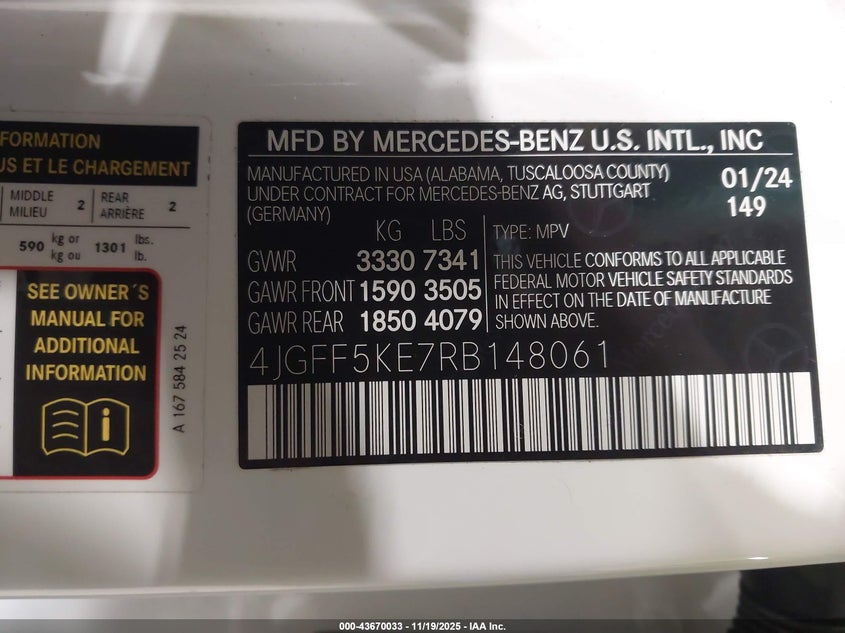 FORMATION
US ET LE CHARGEMENT
MIDDLE
MILIEU
2
REAR
ARRIÈRE
2
590 kg or
kg ou
1301 lbs.
lb.
SEE OWNER´S
MANUAL FOR
ADDITIONAL
INFORMATION
i
A 167 584 25 24
MFD BY MERCEDES-BENZ U.S. INTL., INC
MANUFACTURED IN USA (ALABAMA, TUSCALOOSA COUNTY)
UNDER CONTRACT FOR MERCEDES-BENZ AG, STUTTGART
(GERMANY)
01/24
149
KG LBS
GVWR 3330 7341
GAWR FRONT 1590 3505
GAWR REAR 1850 4079
TYPE: MPV
THIS VEHICLE CONFORMS TO ALL APPLICABLE
FEDERAL MOTOR VEHICLE SAFETY STANDARDS
IN EFFECT ON THE DATE OF MANUFACTURE
SHOWN ABOVE.
4JGFF5KE7RB148061
000-43670033 - 11/19/2025 - IAA Inc.